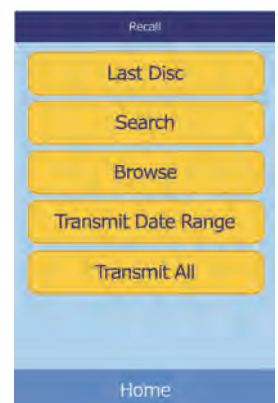 Recall
Last Disc
Search
Browse
Transmit Date Range
Transmit All
Home